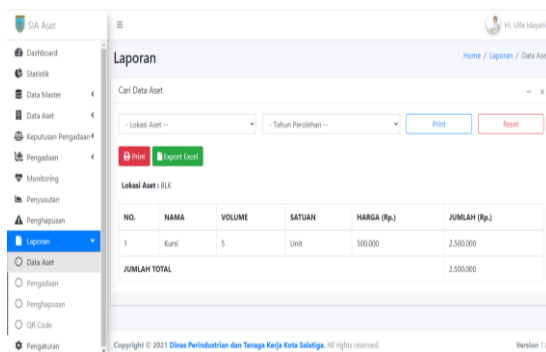 SIA Aset
Hi, Ulfa Idayati
Dashboard
Statistik
Data Master
Data Aset
Keputusan Pengadaan
Pengadaan
Monitoring
Penyusutan
Penghapusan
Laporan
Data Aset
Pengadaan
Penghapusan
QR Code
Pengaturan
Laporan
Home / Laporan / Data Ase
Cari Data Aset
- Lokasi Aset --
- Tahun Perolehan --
Print
Reset
Print
Export Excel
Lokasi Aset : BLK
NO. NAMA VOLUME SATUAN HARGA (Rp.) JUMLAH (Rp.)
1 Kursi 5 Unit 500.000 2.500.000
JUMLAH TOTAL 2.500.000
Copyright © 2021 Dinas Perindustrian dan Tenaga Kerja Kota Salatiga. All rights reserved.
Version 1.